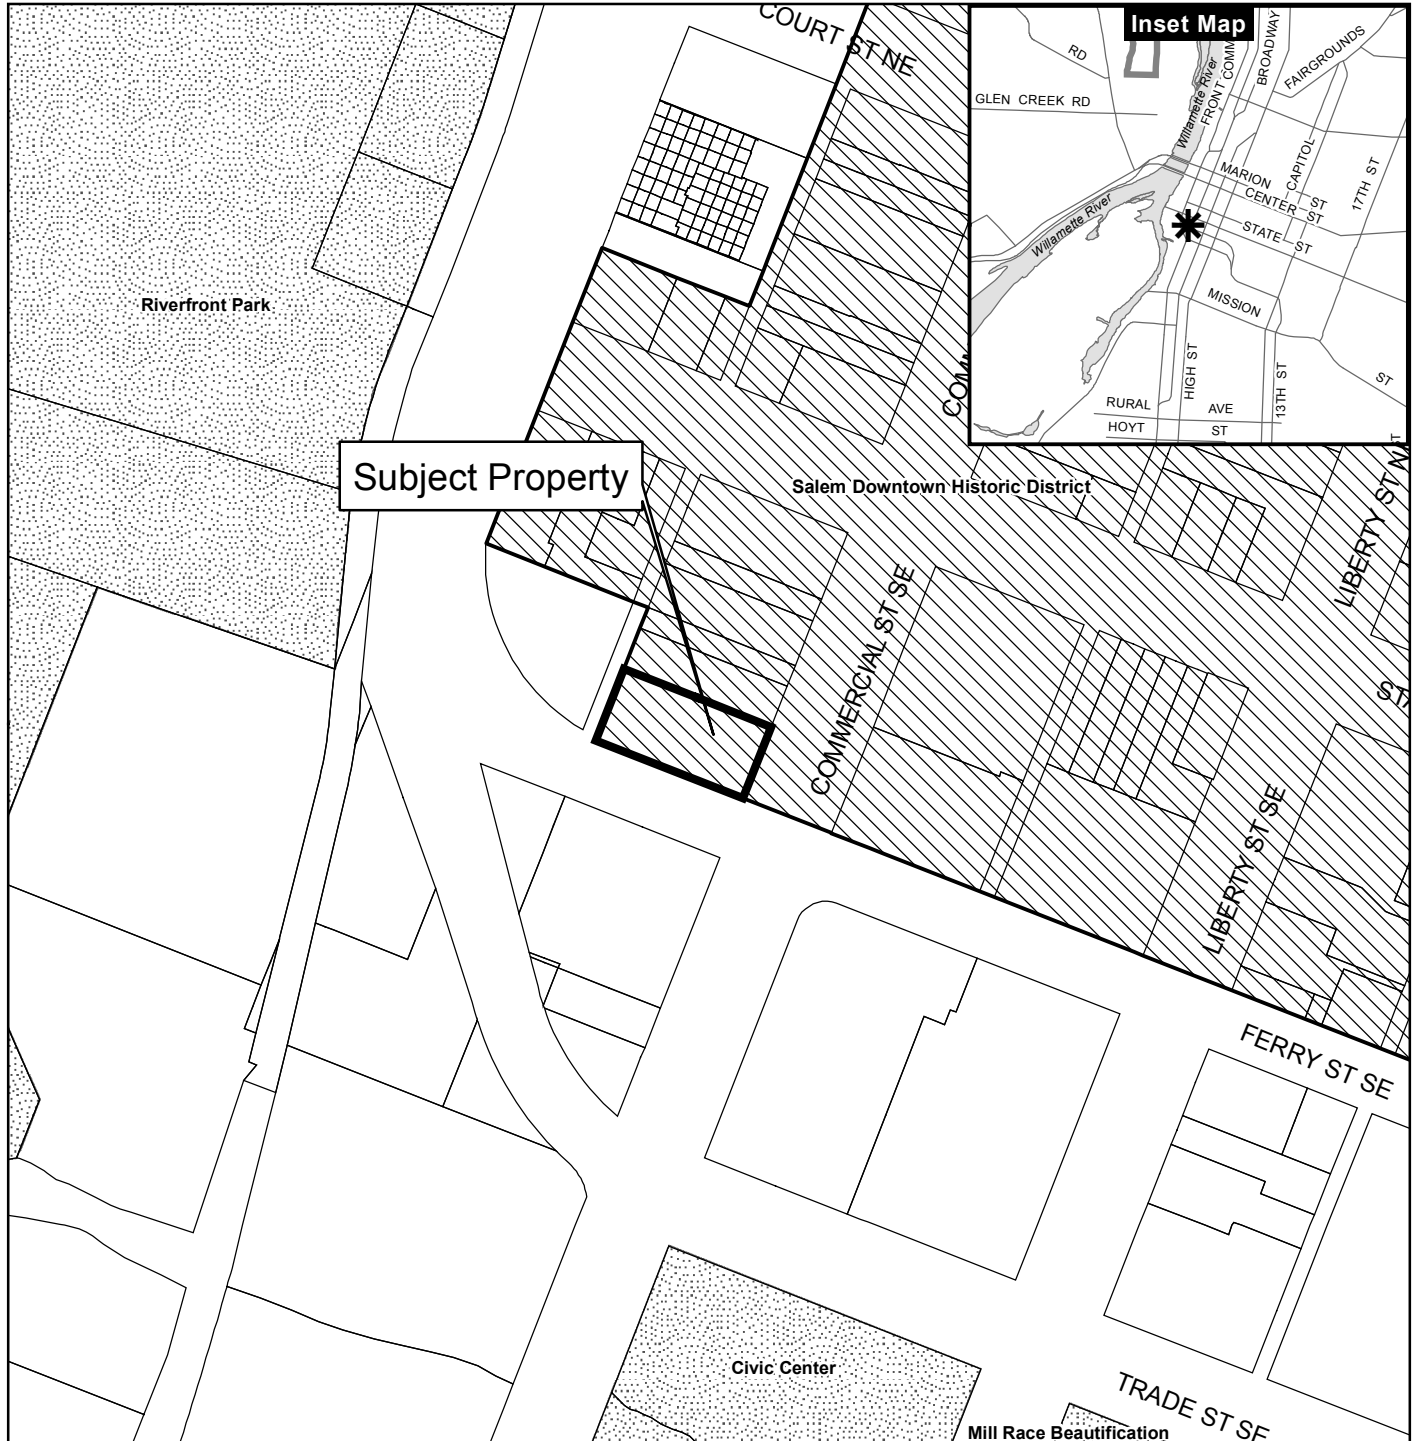 COURT ST NE
Inset Map
RD
GLEN CREEK RD
Willamette River
FRONT
COMM
BROADWAY
FAIRGROUNDS
MARION ST
CENTER ST
CAPITOL
17TH ST
STATE ST
Willamette River
MISSION
ST
HIGH ST
13TH ST
RURAL AVE
HOYT ST
Riverfront Park
Subject Property
COMM
Salem Downtown Historic District
LIBERTY ST N
COMMERCIAL ST SE
ST
LIBERTY ST SE
FERRY ST SE
Civic Center
TRADE ST SE
Mill Race Beautification